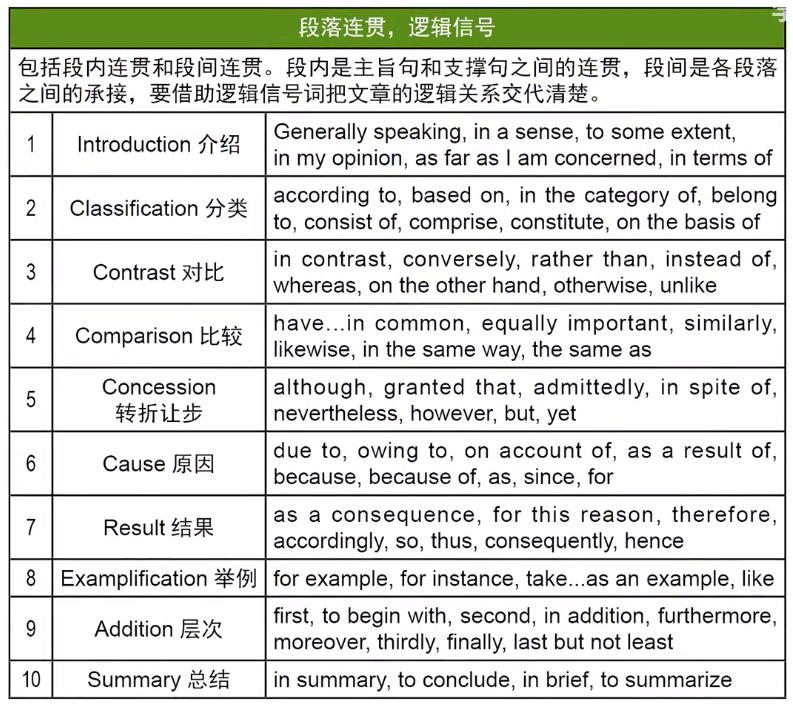 段落连贯，逻辑信号
包括段内连贯和段间连贯。段内是主旨句和支撑句之间的连贯，段间是各段落
之间的承接，要借助逻辑信号词把文章的逻辑关系交代清楚。
1 Introduction 介绍 Generally speaking, in a sense, to some extent,
in my opinion, as far as I am concerned, in terms of
2 Classification 分类 according to, based on, in the category of, belong
to, consist of, comprise, constitute, on the basis of
3 Contrast 对比 in contrast, conversely, rather than, instead of,
whereas, on the other hand, otherwise, unlike
4 Comparison 比较 have...in common, equally important, similarly,
likewise, in the same way, the same as
5 Concession
转折让步
although, granted that, admittedly, in spite of,
nevertheless, however, but, yet
6 Cause 原因 due to, owing to, on account of, as a result of,
because, because of, as, since, for
7 Result 结果 as a consequence, for this reason, therefore,
accordingly, so, thus, consequently, hence
8 Examplification 举例 for example, for instance, take...as an example, like
9 Addition 层次 first, to begin with, second, in addition, furthermore,
moreover, thirdly, finally, last but not least
10 Summary 总结 in summary, to conclude, in brief, to summarize